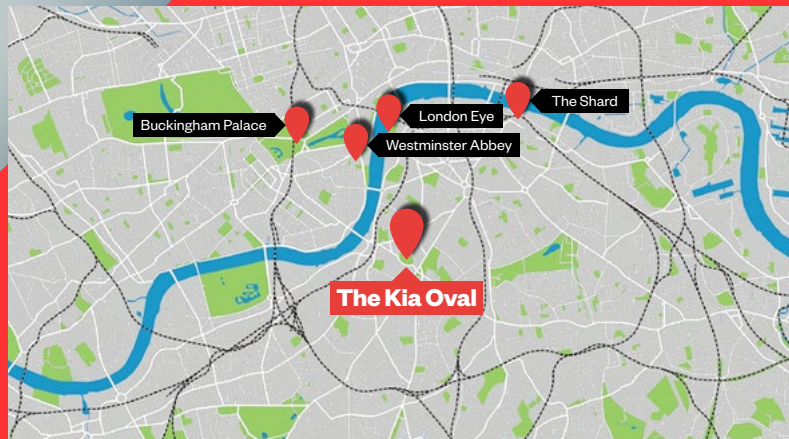 The Shard
London Eye
Buckingham Palace
Westminster Abbey
The Kia Oval